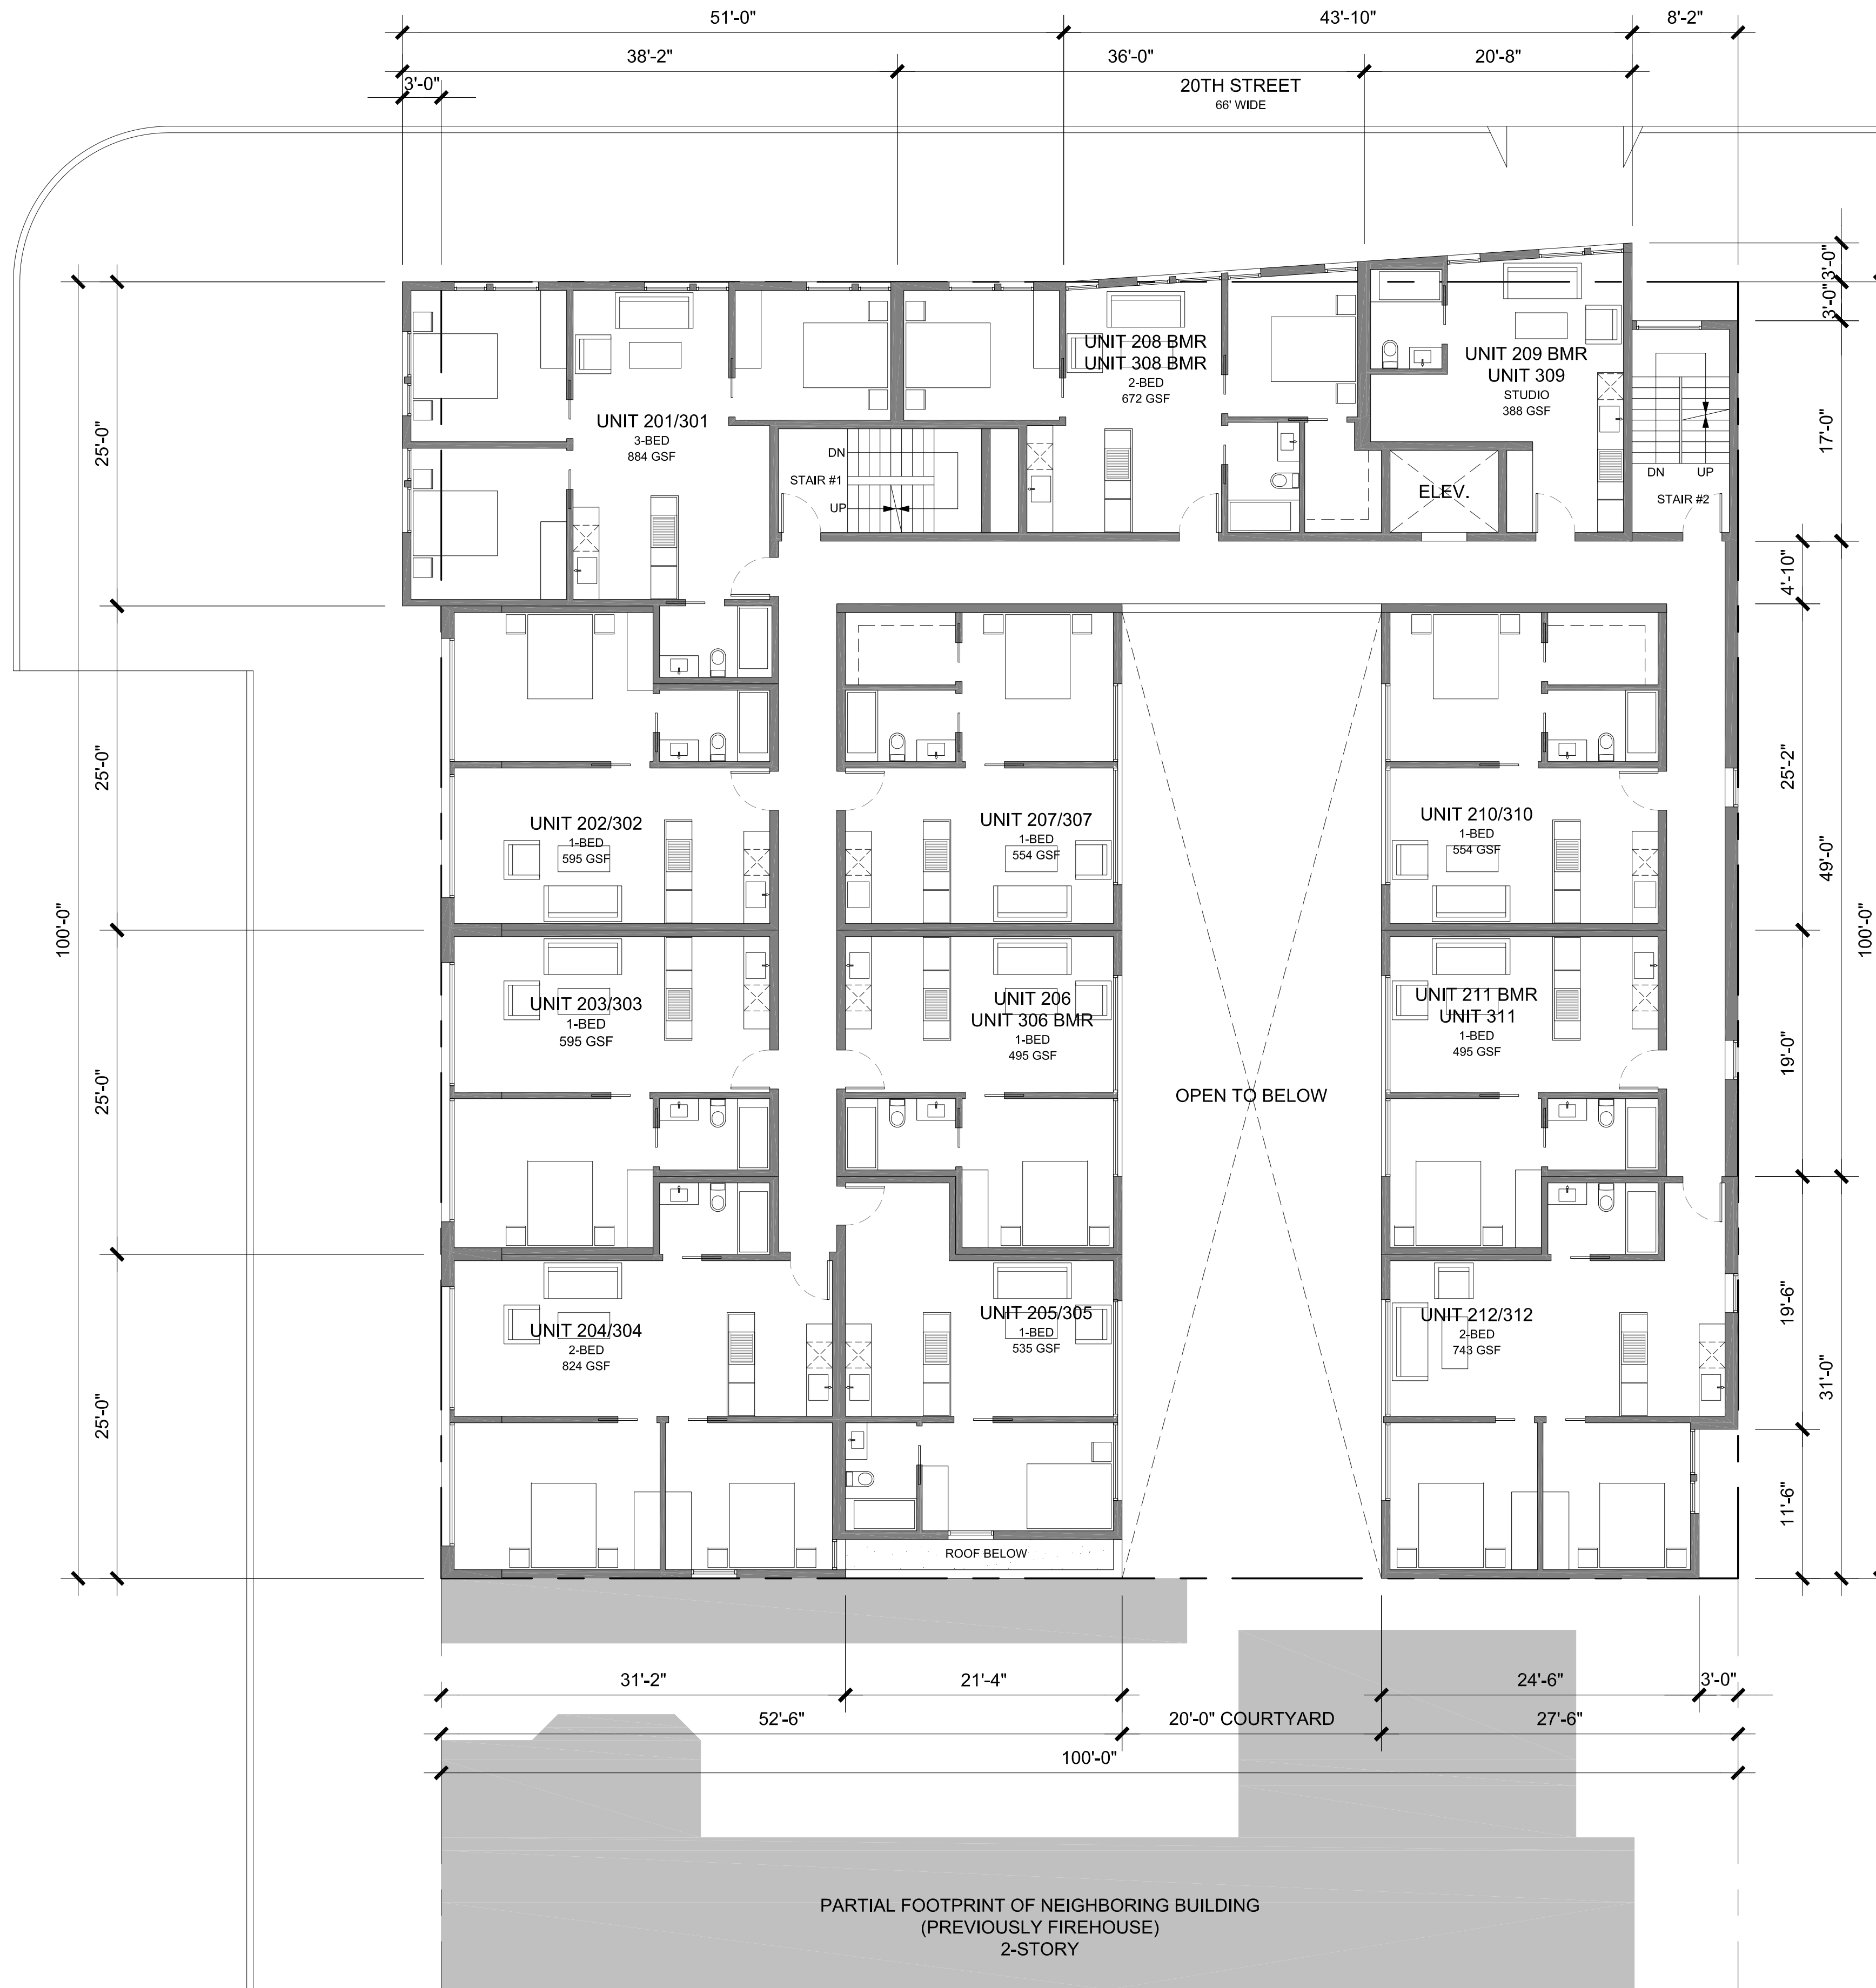 51'-0"
43'-10"
8'-2"
38'-2"
36'-0"
20'-8"
3'-0"
20TH STREET
66' WIDE
3'-0"
3'-0"
25'-0"
17'-0"
UNIT 208 BMR
UNIT 308 BMR
2-BED
672 GSF
UNIT 209 BMR
UNIT 309
STUDIO
388 GSF
UNIT 201/301
3-BED
884 GSF
DN
STAIR #1
UP
ELEV.
DN UP
STAIR #2
4'-10"
25'-0"
25'-2"
UNIT 202/302
1-BED
595 GSF
UNIT 207/307
1-BED
554 GSF
UNIT 210/310
1-BED
554 GSF
49'-0"
100'-0"
100'-0"
UNIT 203/303
1-BED
595 GSF
UNIT 206
UNIT 306 BMR
1-BED
495 GSF
UNIT 211 BMR
UNIT 311
1-BED
495 GSF
25'-0"
19'-0"
OPEN TO BELOW
UNIT 204/304
2-BED
824 GSF
UNIT 205/305
1-BED
535 GSF
UNIT 212/312
2-BED
743 GSF
19'-6"
31'-0"
25'-0"
11'-6"
ROOF BELOW
31'-2"
21'-4"
24'-6"
3'-0"
52'-6"
20'-0" COURTYARD
27'-6"
100'-0"
PARTIAL FOOTPRINT OF NEIGHBORING BUILDING
(PREVIOUSLY FIREHOUSE)
2-STORY